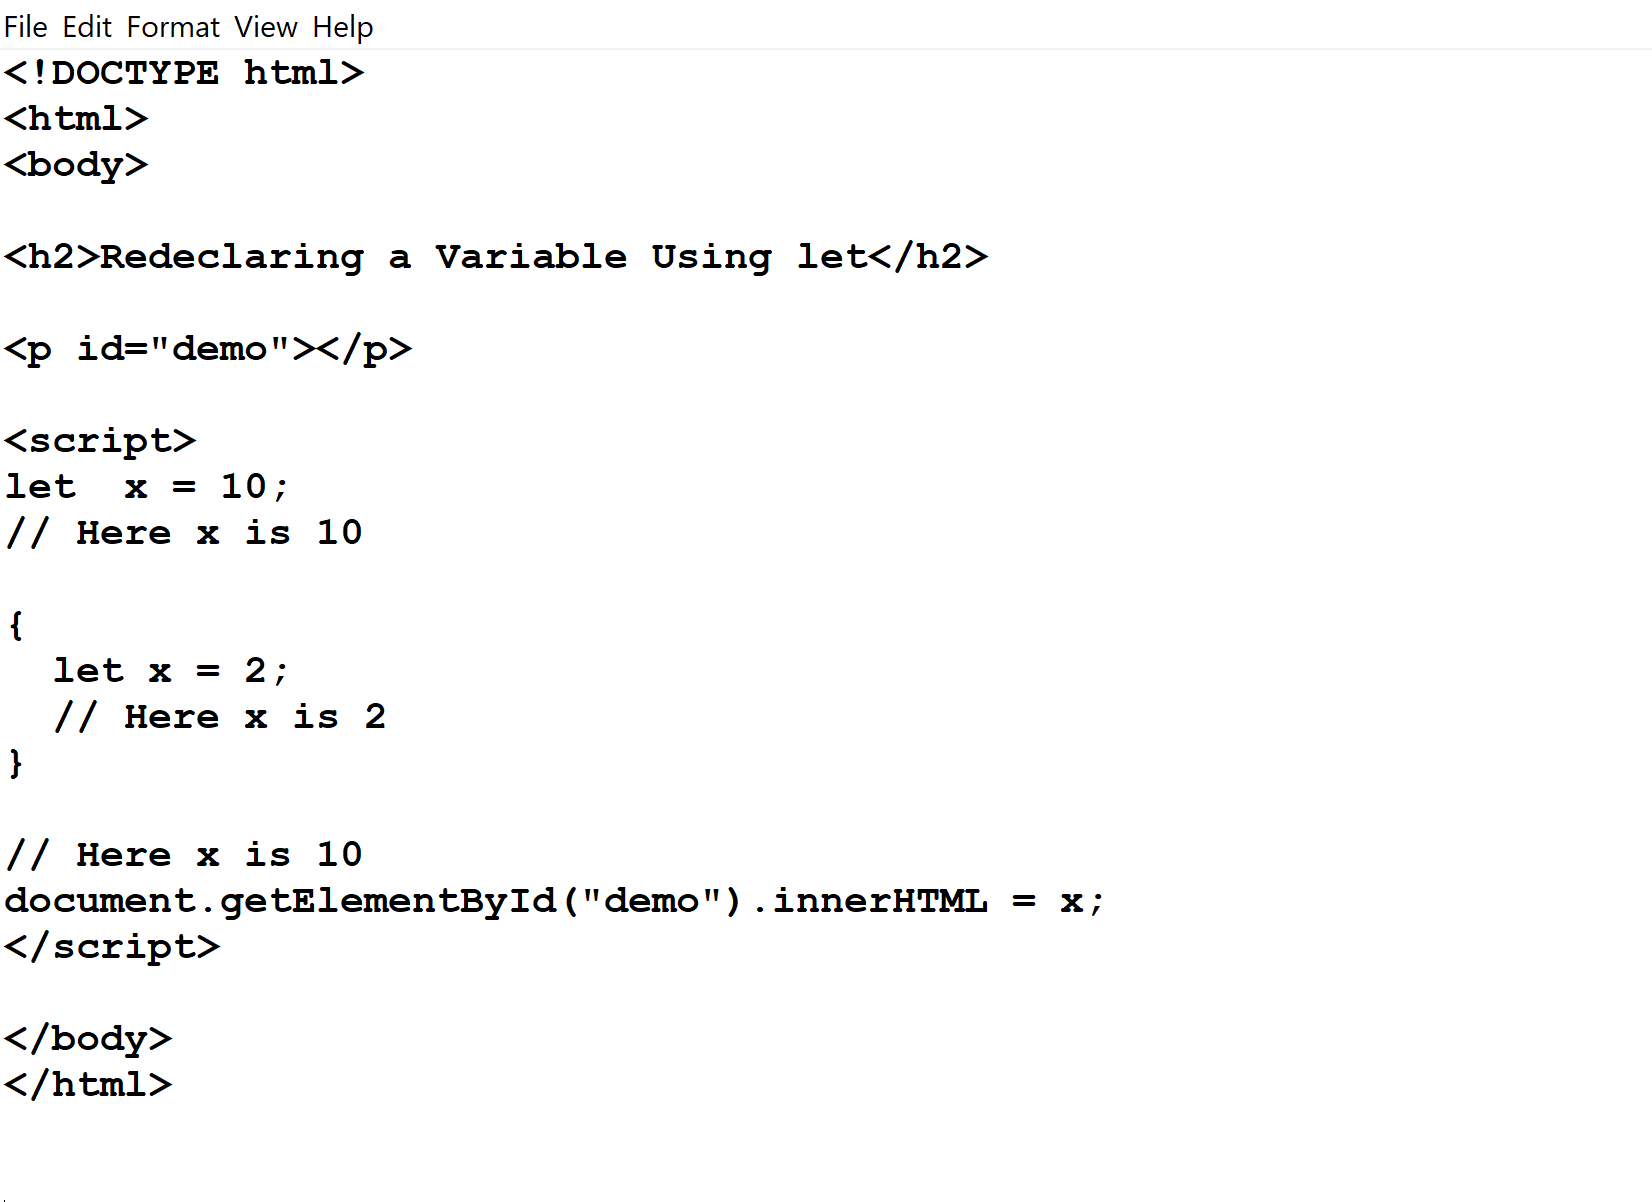 File Edit Format View Help
<!DOCTYPE html>
<html>
<body>
<h2>Redeclaring a Variable Using let</h2>
<p id="demo"></p>
<script>
let  x = 10;
// Here x is 10
{
  let x = 2;
  // Here x is 2
}
// Here x is 10
document.getElementById("demo").innerHTML = x;
</script>
</body>
</html>